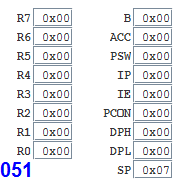 R7 0x00 B 0x00
R6 0x00 ACC 0x00
R5 0x00 PSW 0x00
R4 0x00 IP 0x00
R3 0x00 IE 0x00
R2 0x00 PCON 0x00
R1 0x00 DPH 0x00
R0 0x00 DPL 0x00
051 SP 0x07